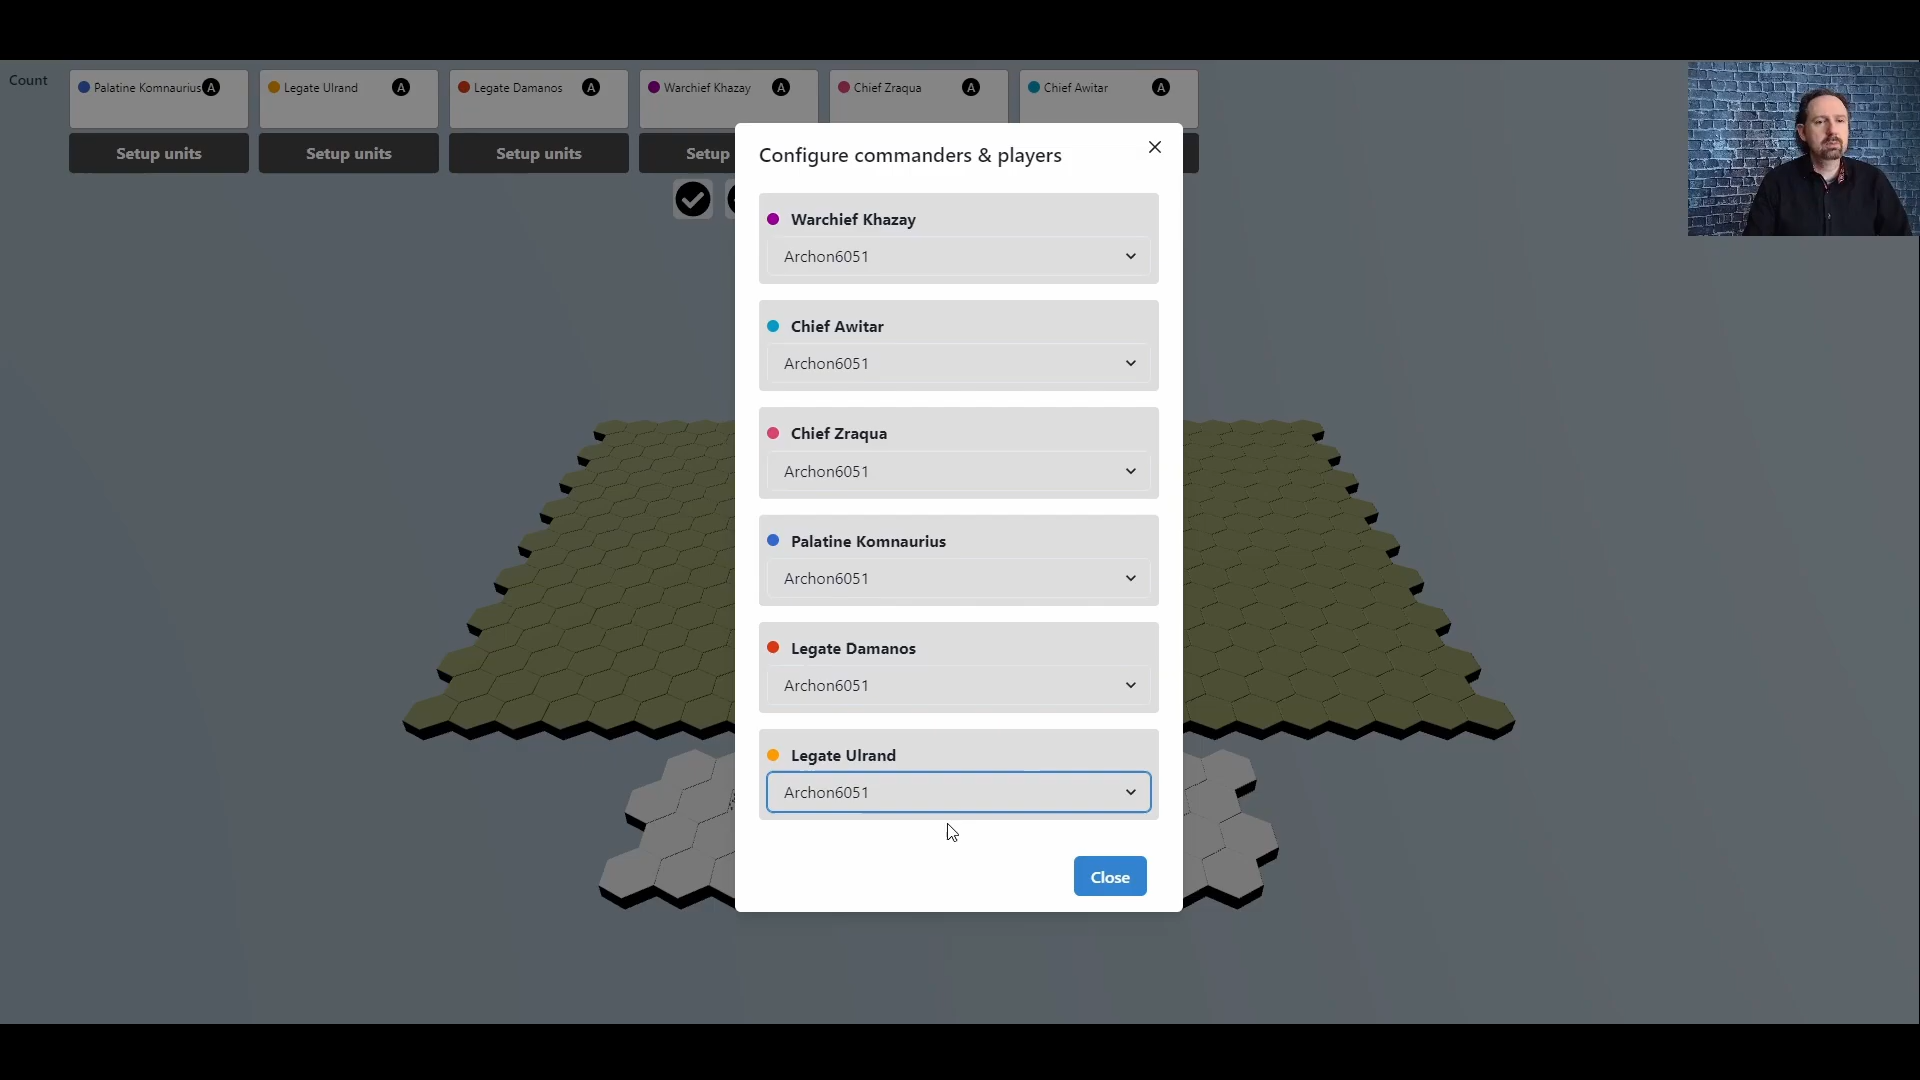 Count
Palatine Komnaurius A
Legate Ulrand A
Legate Damanos A
Warchief Khazay A
Chief Zraqua A
Chief Awitar A
Setup units
Setup units
Setup units
Setup
Configure commanders & players
Warchief Khazay
Archon6051
Chief Awitar
Archon6051
Chief Zraqua
Archon6051
Palatine Komnaurius
Archon6051
Legate Damanos
Archon6051
Legate Ulrand
Archon6051
Close